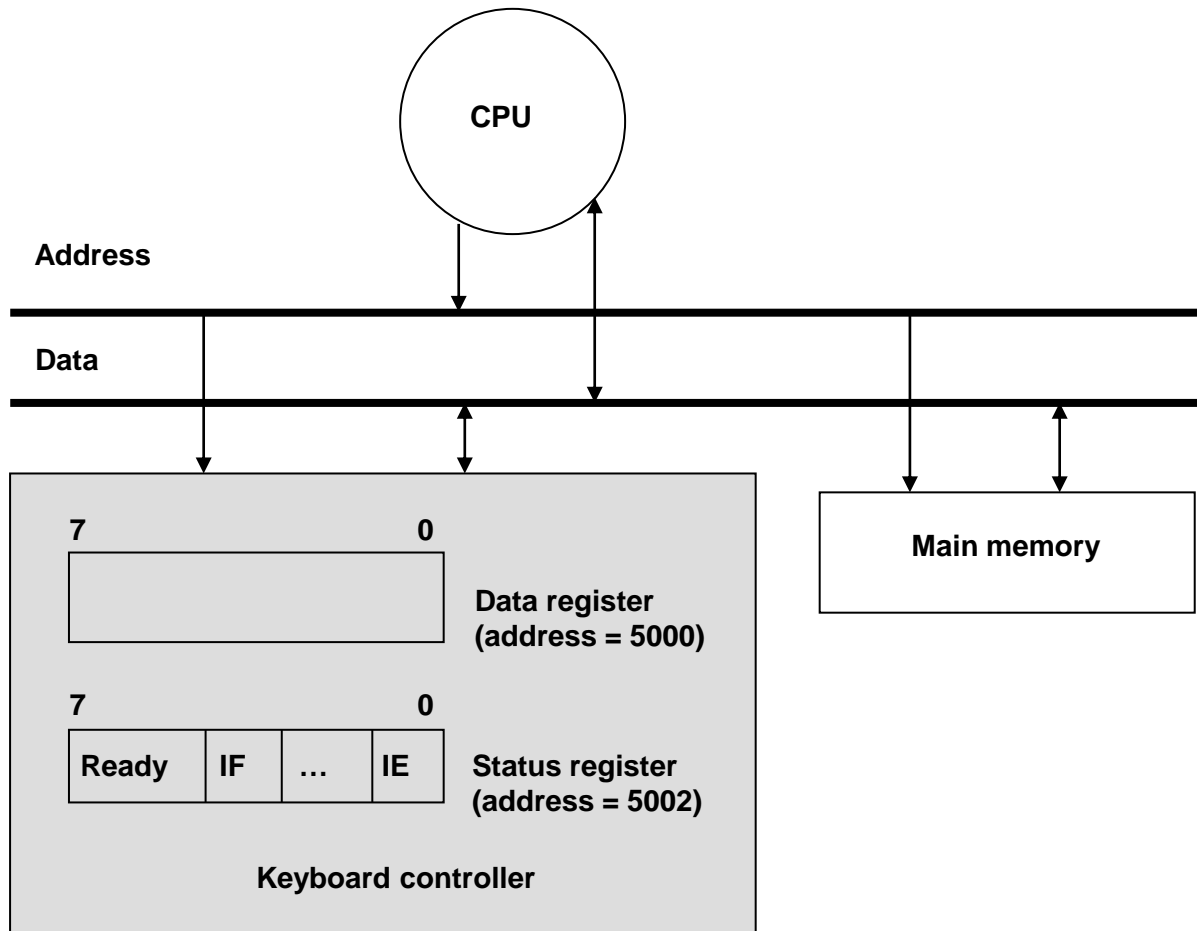 CPU
Address
Data
7 0
Data register
(address = 5000)
Main memory
7 0
Ready IF … IE
Status register
(address = 5002)
Keyboard controller